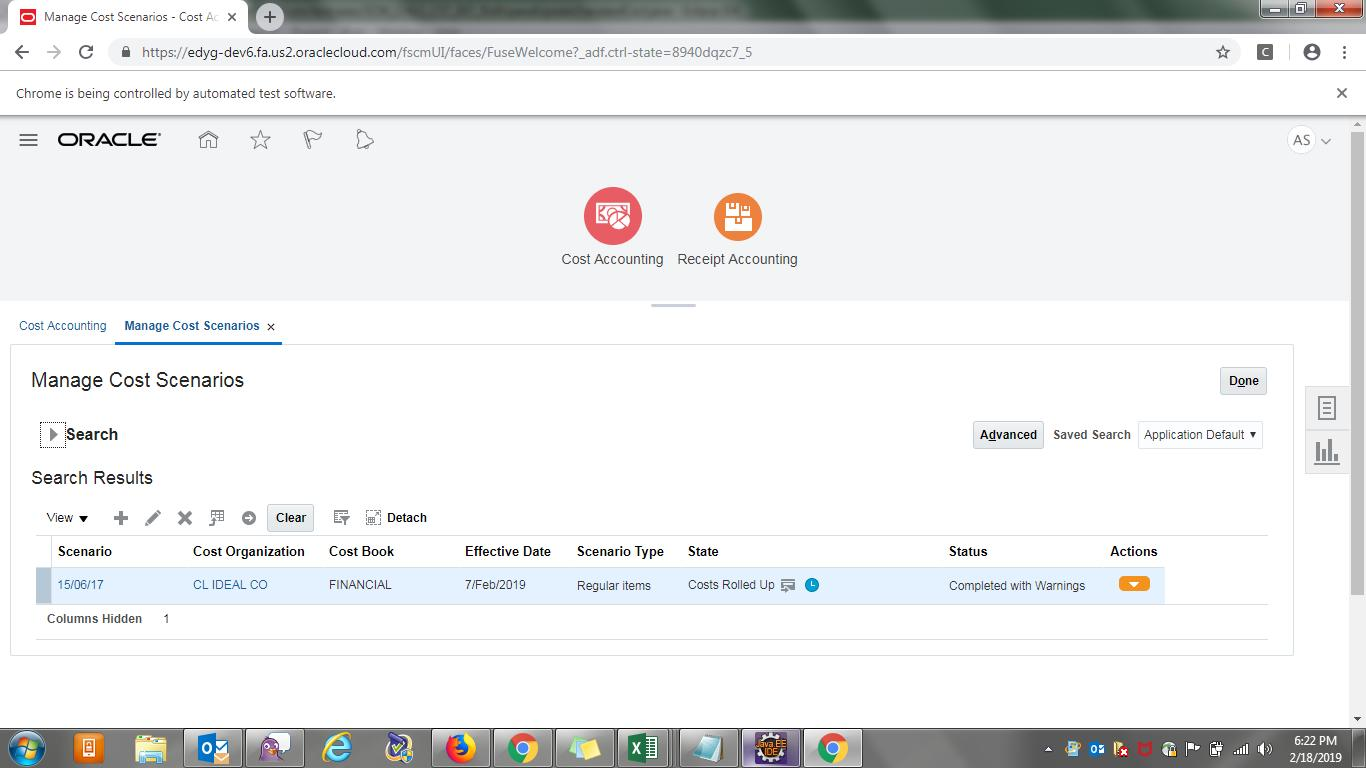 Manage Cost Scenarios - Cost Ac
https://edyg-dev6.fa.us2.oraclecloud.com/fscmUI/faces/FuseWelcome?_adf.ctrl-state=8940dqzc7_5
C
Chrome is being controlled by automated test software.
ORACLE
AS
Cost Accounting Receipt Accounting
Cost Accounting Manage Cost Scenarios
Manage Cost Scenarios
Done
Search
Advanced Saved Search Application Default
Search Results
View Clear Detach
Scenario Cost Organization Cost Book Effective Date Scenario Type State Status Actions
15/06/17 CL IDEAL CO FINANCIAL 7/Feb/2019 Regular items Costs Rolled Up Completed with Warnings
Columns Hidden 1
Java EE
IDE
6:22 PM
2/18/2019